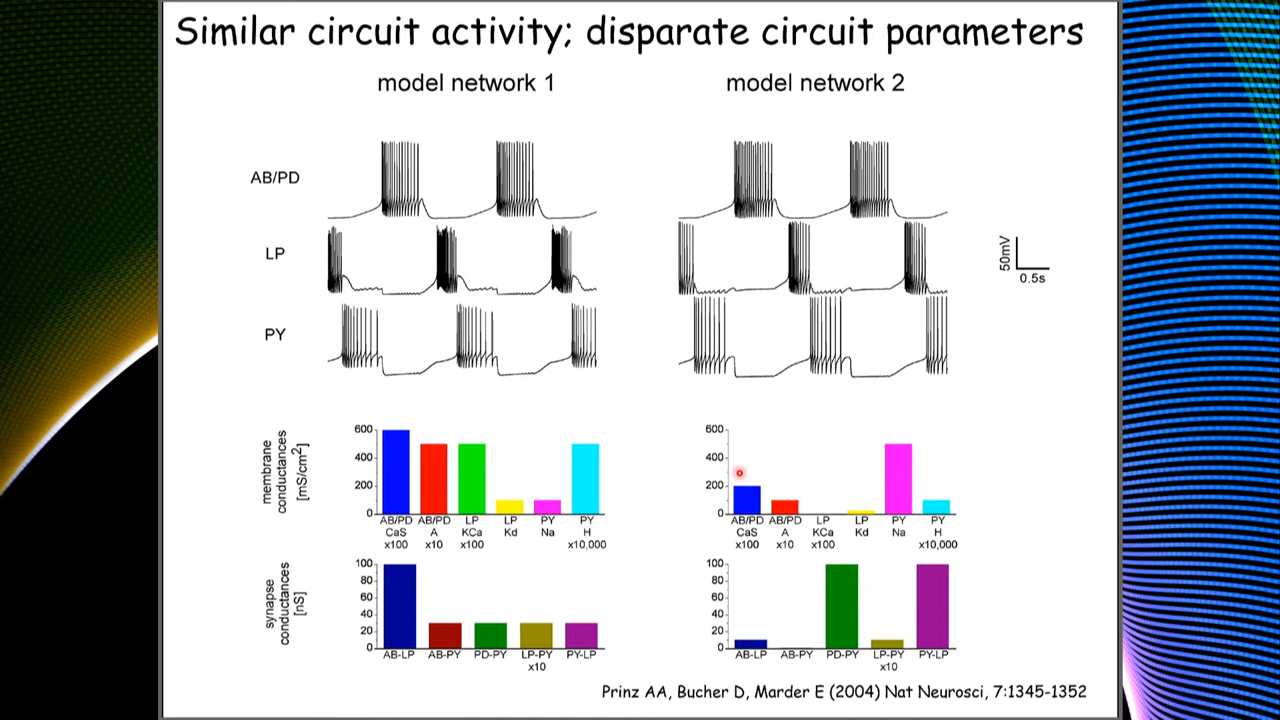 Similar circuit activity; disparate circuit parameters
model network 1
model network 2
AB/PD
LP
PY
50mV
0.5s
membrane
conductances
[mS/cm²]
600
400
200
0
AB/PD
CaS
x100
AB/PD
A
x10
LP
KCa
x100
LP
Kd
PY
Na
PY
H
x10,000
600
400
200
0
AB/PD
CaS
x100
AB/PD
A
x10
LP
KCa
x100
LP
Kd
PY
Na
PY
H
x10,000
synapse
conductances
[nS]
100
80
60
40
20
0
AB-LP
AB-PY
PD-PY
LP-PY
x10
PY-LP
100
80
60
40
20
0
AB-LP
AB-PY
PD-PY
LP-PY
x10
PY-LP
Prinz AA, Bucher D, Marder E (2004) Nat Neurosci, 7:1345-1352